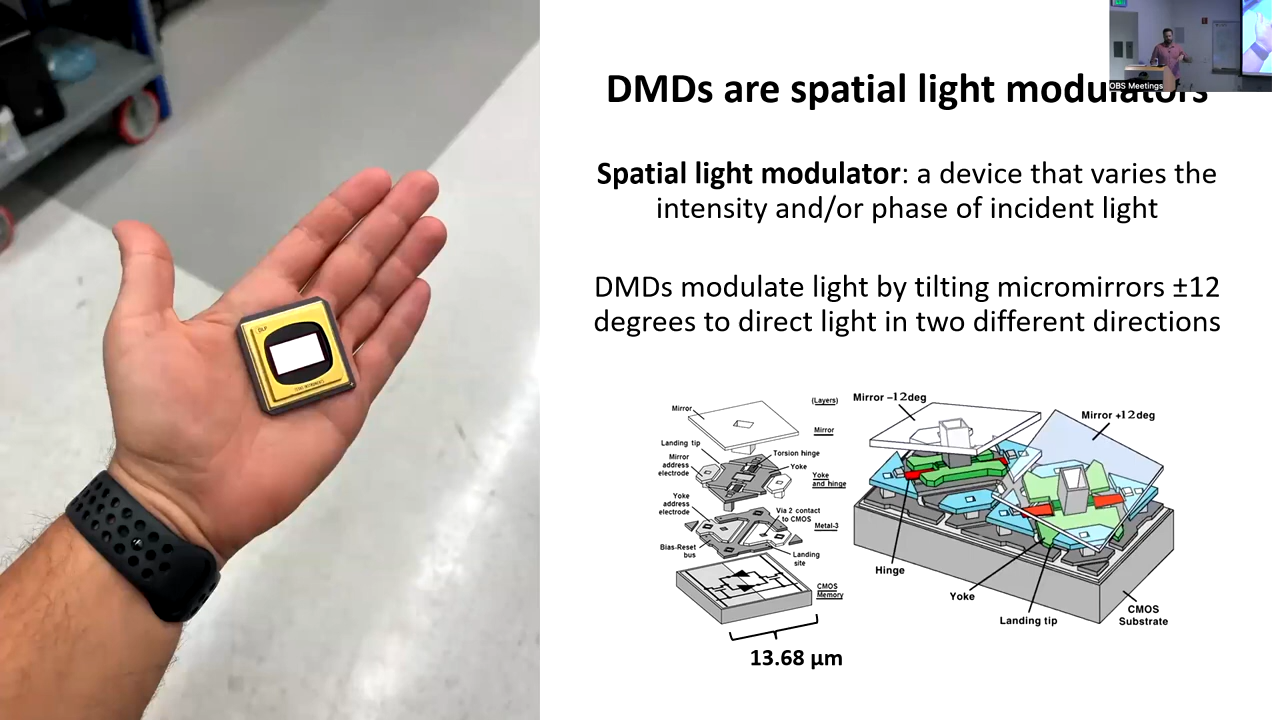 DMDs are spatial light modulators
OBS Meetings
Spatial light modulator: a device that varies the
intensity and/or phase of incident light
DMDs modulate light by tilting micromirrors ±12
degrees to direct light in two different directions
DLP
TEXAS INSTRUMENTS
Mirror
(Layers)
Mirror
Landing tip
Mirror
address
electrode
Torsion hinge
Yoke
Yoke
and hinge
Yoke
address
electrode
Via 2 contact
to CMOS
Metal-3
Bias-Reset
bus
Landing
site
CMOS
Memory
13.68 µm
Mirror −12deg
Mirror +12deg
Hinge
Yoke
Landing tip
CMOS
Substrate